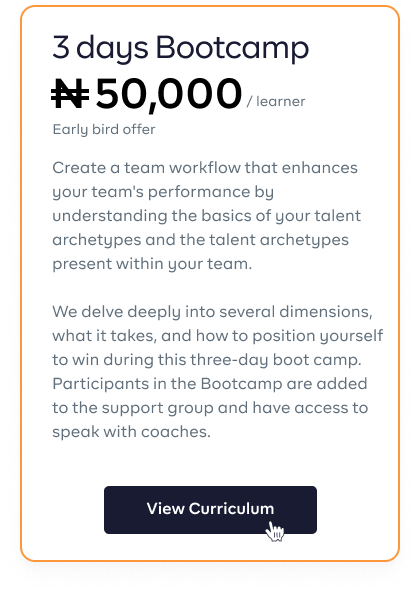 3 days Bootcamp
₦50,000 / learner
Early bird offer
Create a team workflow that enhances
your team's performance by
understanding the basics of your talent
archetypes and the talent archetypes
present within your team.
We delve deeply into several dimensions,
what it takes, and how to position yourself
to win during this three-day boot camp.
Participants in the Bootcamp are added
to the support group and have access to
speak with coaches.
View Curriculum